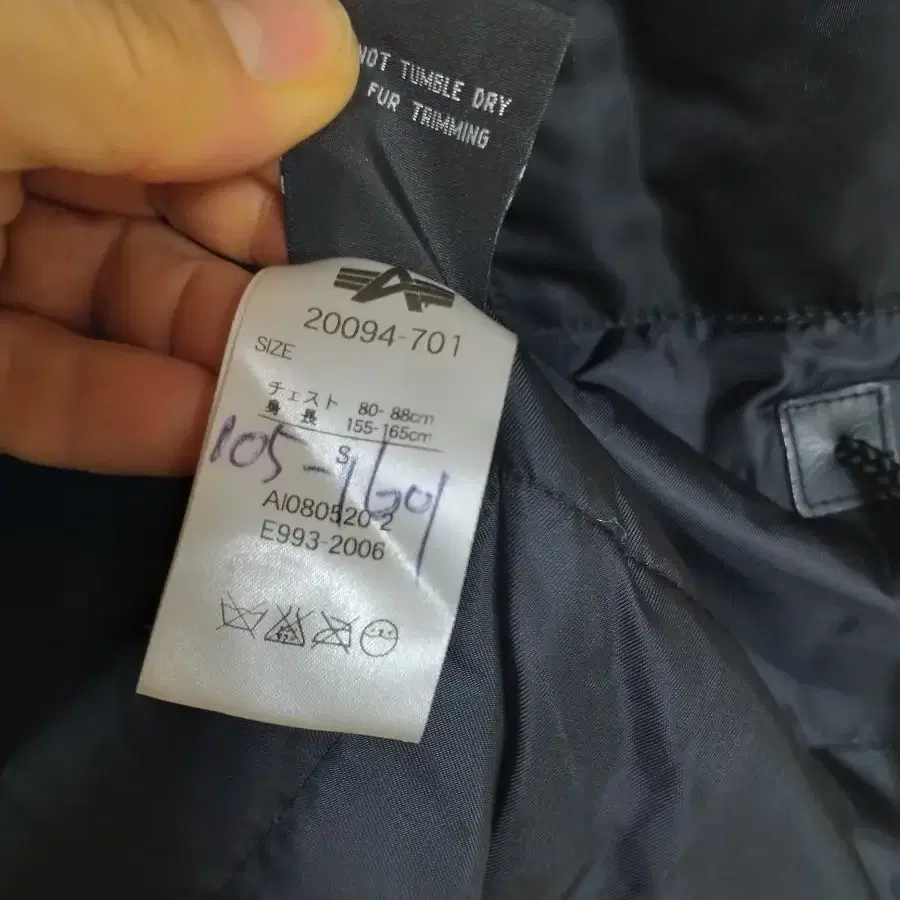 NOT TUMBLE DRY
FUR TRIMMING
20094-701
SIZE
チェスト 80-88cm
身長 155-165cm
S
105-1601
AI080520-2
E993-2006